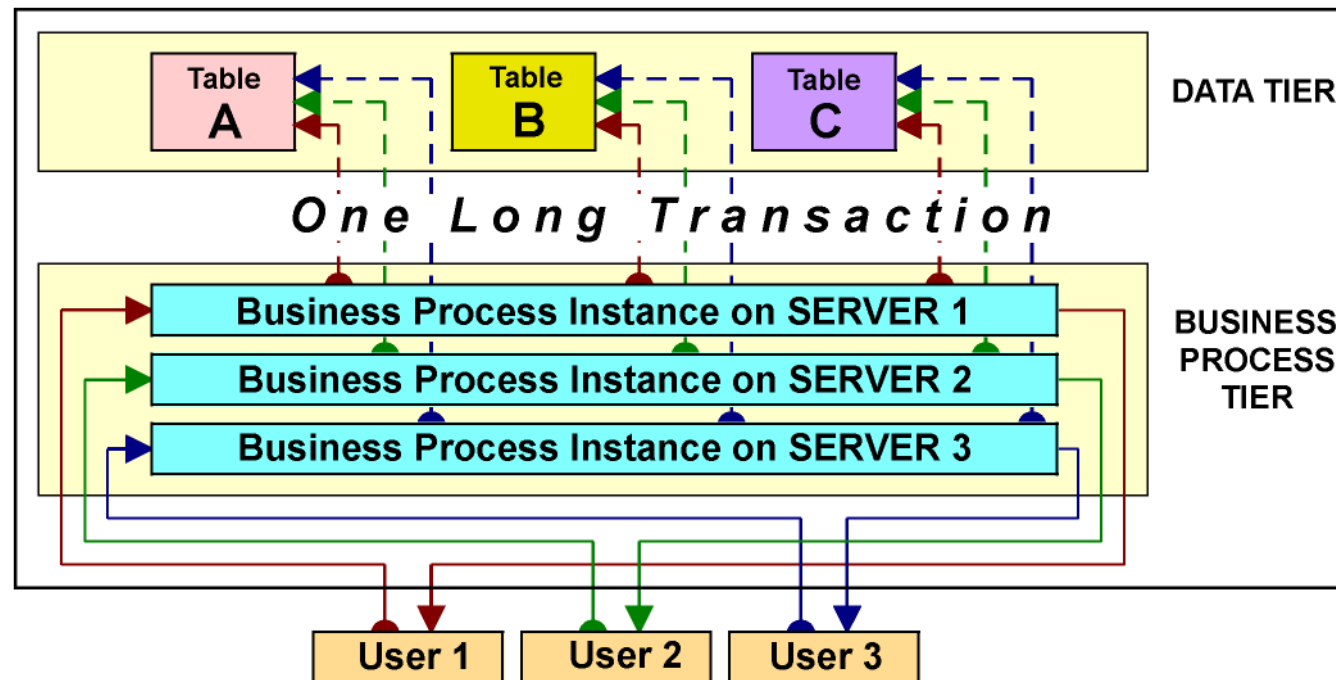 Table
A
Table
B
Table
C
DATA TIER
One Long Transaction
Business Process Instance on SERVER 1
Business Process Instance on SERVER 2
Business Process Instance on SERVER 3
BUSINESS
PROCESS
TIER
User 1
User 2
User 3